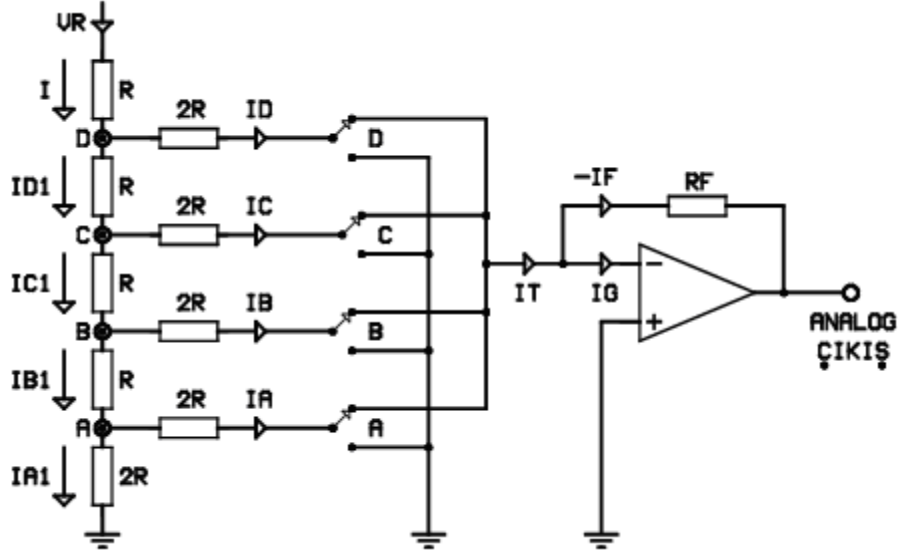 VR
I
R
D
2R
ID
D
ID1
R
C
2R
IC
C
IC1
R
B
2R
IB
B
IB1
R
A
2R
IA
A
IA1
2R
-IF
RF
IT
IG
-
+
ANALOG
ÇIKIŞ